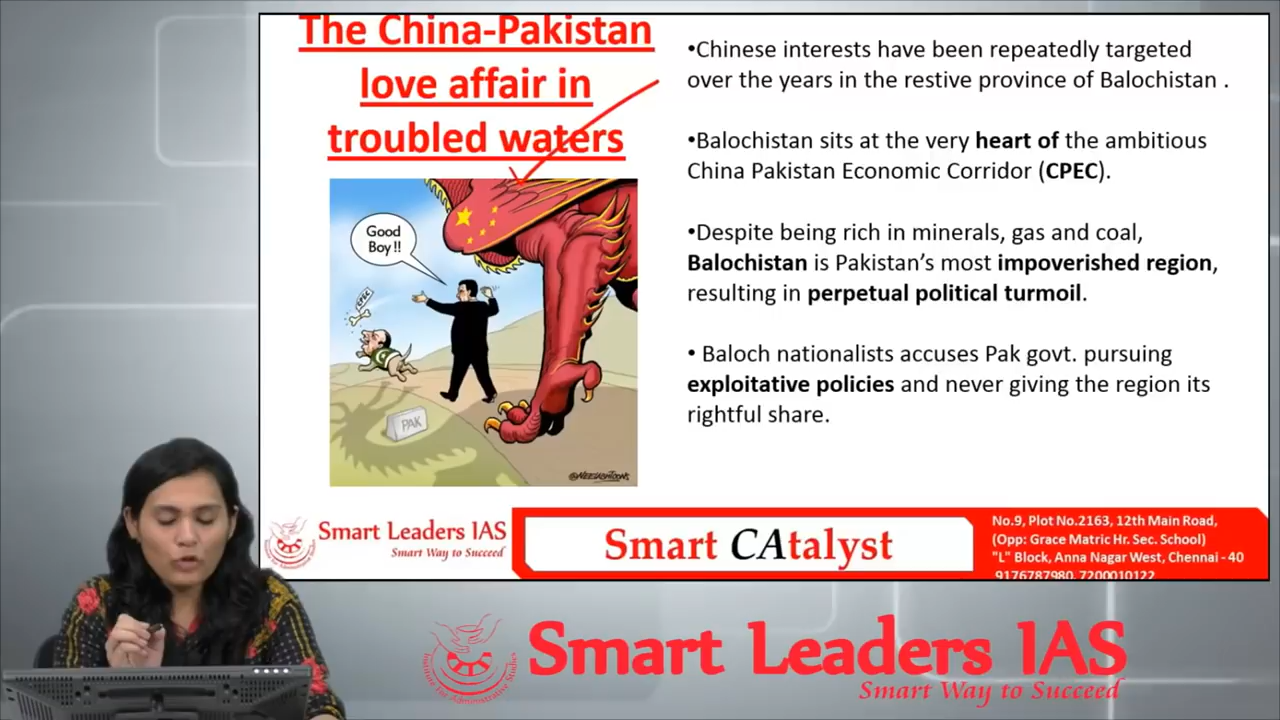 The China-Pakistan
love affair in
troubled waters
Good
Boy!!
CPEC
PAK
@NEELABHTOONS
•Chinese interests have been repeatedly targeted
over the years in the restive province of Balochistan .
•Balochistan sits at the very heart of the ambitious
China Pakistan Economic Corridor (CPEC).
•Despite being rich in minerals, gas and coal,
Balochistan is Pakistan’s most impoverished region,
resulting in perpetual political turmoil.
• Baloch nationalists accuses Pak govt. pursuing
exploitative policies and never giving the region its
rightful share.
Smart Leaders IAS
Smart Way to Succeed
Smart CAtalyst
No.9, Plot No.2163, 12th Main Road,
(Opp: Grace Matric Hr. Sec. School)
"L" Block, Anna Nagar West, Chennai - 40
9176787980, 7200010122
Smart Leaders IAS
Smart Way to Succeed